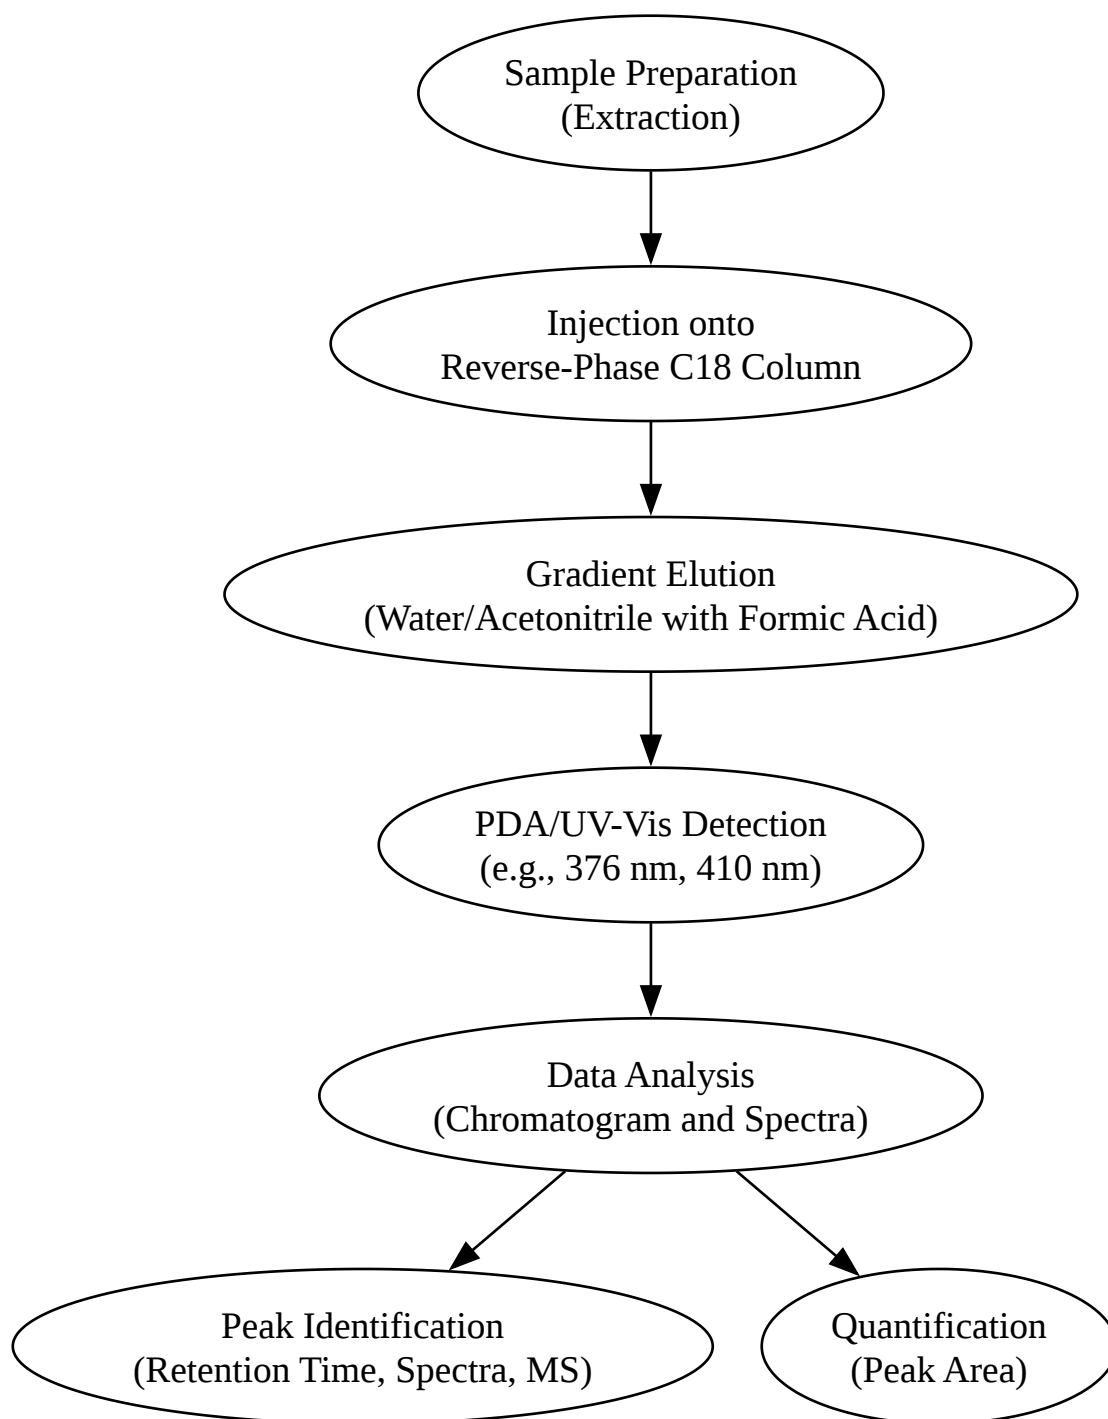 Sample Preparation
(Extraction)
Injection onto
Reverse-Phase C18 Column
Gradient Elution
(Water/Acetonitrile with Formic Acid)
PDA/UV-Vis Detection
(e.g., 376 nm, 410 nm)
Data Analysis
(Chromatogram and Spectra)
Peak Identification
(Retention Time, Spectra, MS)
Quantification
(Peak Area)